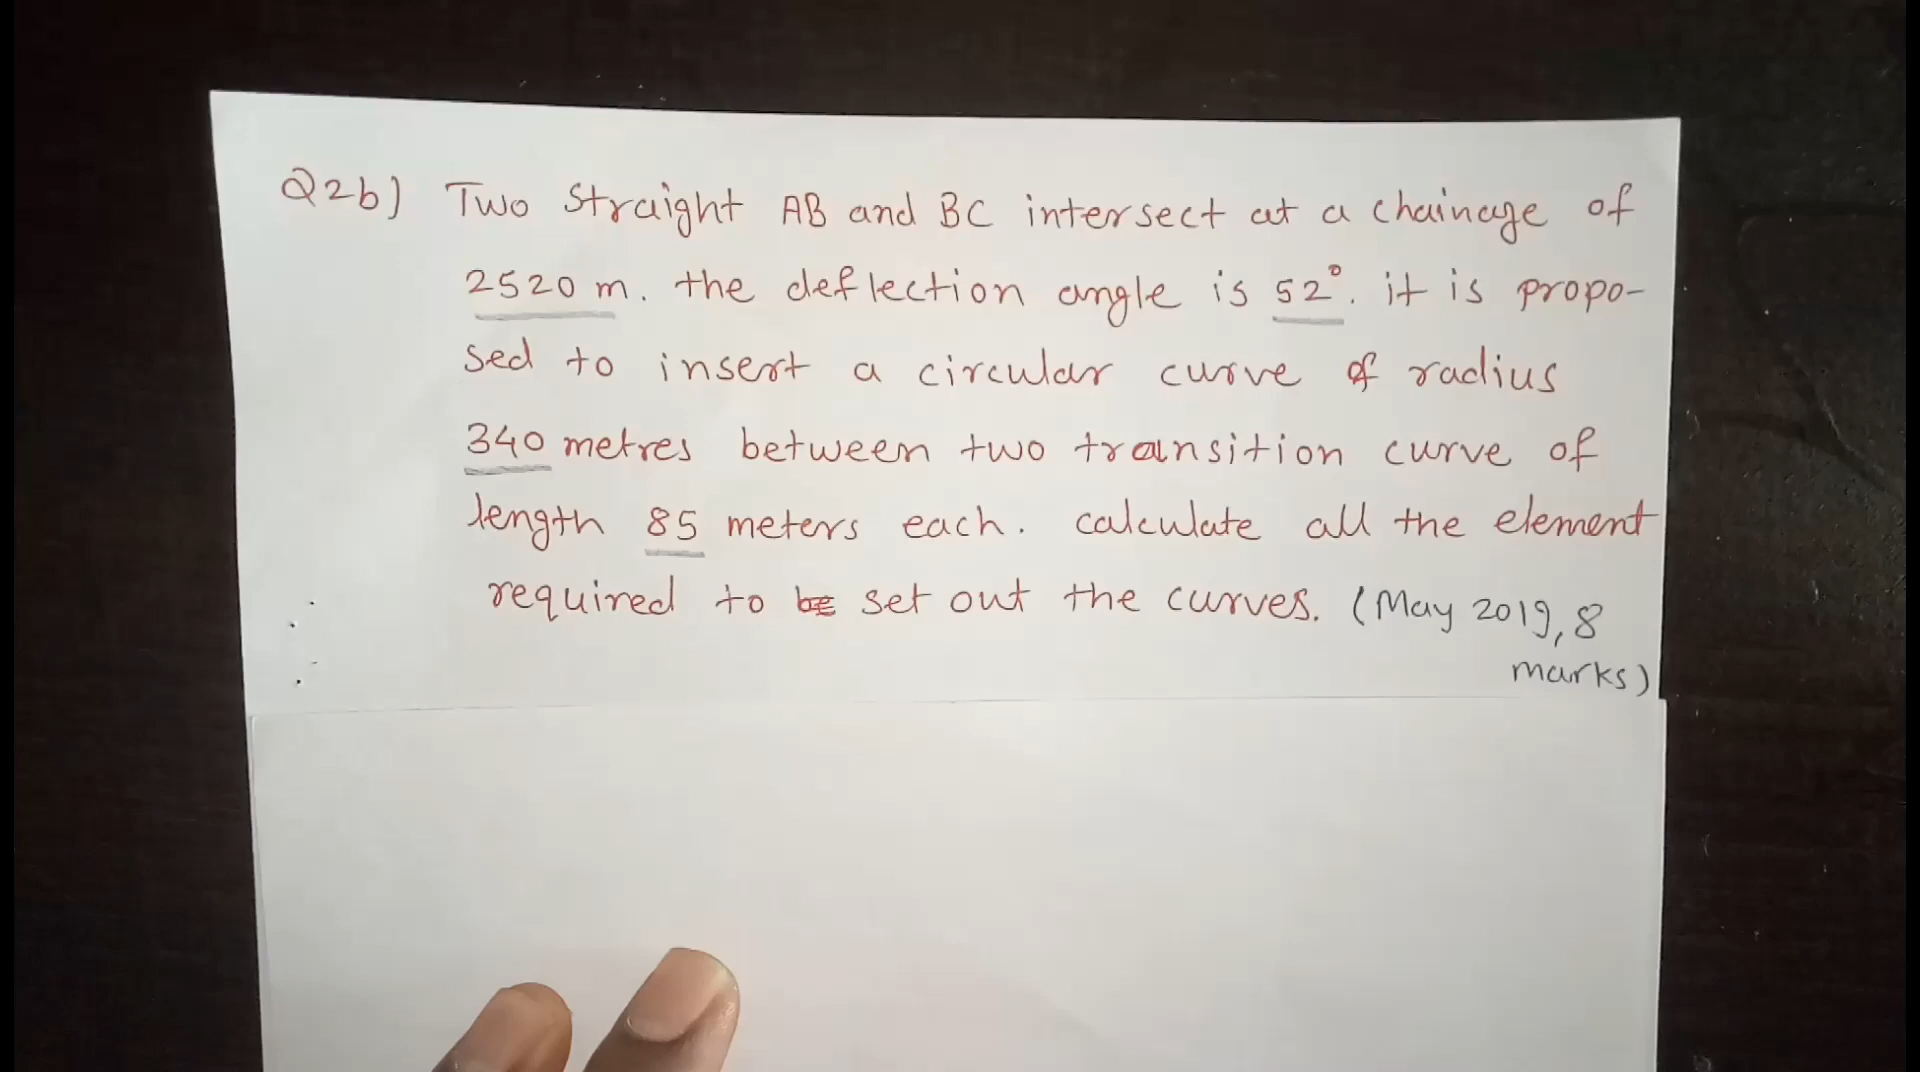 Q2b) Two straight AB and BC intersect at a chainage of
2520 m. the deflection angle is 52°. it is propo-
sed to insert a circular curve of radius
340 metres between two transition curve of
length 85 meters each. calculate all the element
required to be set out the curves. (May 2019, 8
marks)